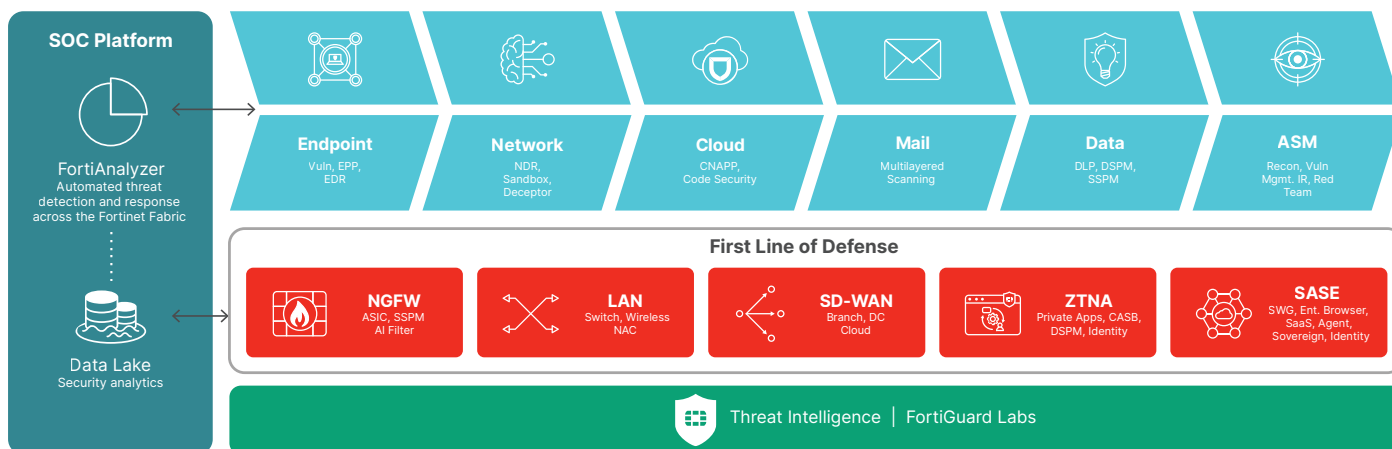 SOC Platform
FortiAnalyzer
Automated threat
detection and response
across the Fortinet Fabric
Data Lake
Security analytics
Endpoint
Vuln, EPP,
EDR
Network
NDR,
Sandbox,
Deceptor
Cloud
CNAPP,
Code Security
Mail
Multilayered
Scanning
Data
DLP, DSPM,
SSPM
ASM
Recon, Vuln
Mgmt. IR, Red
Team
First Line of Defense
NGFW
ASIC, SSPM
AI Filter
LAN
Switch, Wireless
NAC
SD-WAN
Branch, DC
Cloud
ZTNA
Private Apps, CASB,
DSPM, Identity
SASE
SWG, Ent. Browser,
SaaS, Agent,
Sovereign, Identity
Threat Intelligence | FortiGuard Labs